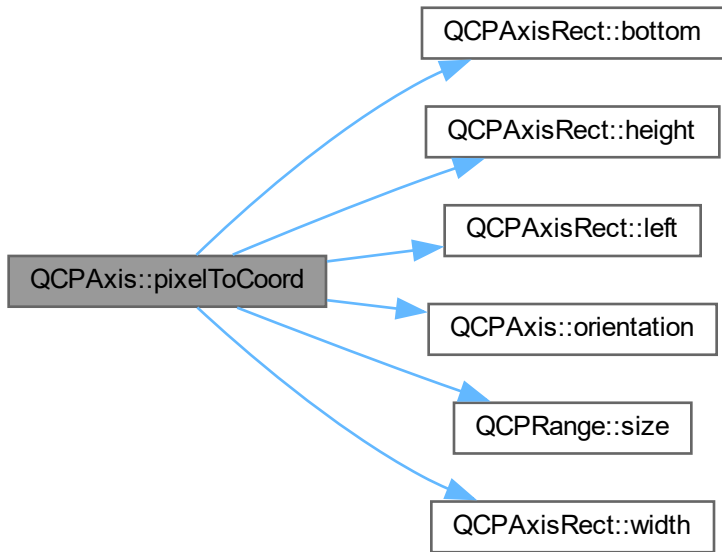 QCPAxisRect::bottom
QCPAxisRect::height
QCPAxisRect::left
QCPAxis::pixelToCoord
QCPAxis::orientation
QCPRange::size
QCPAxisRect::width